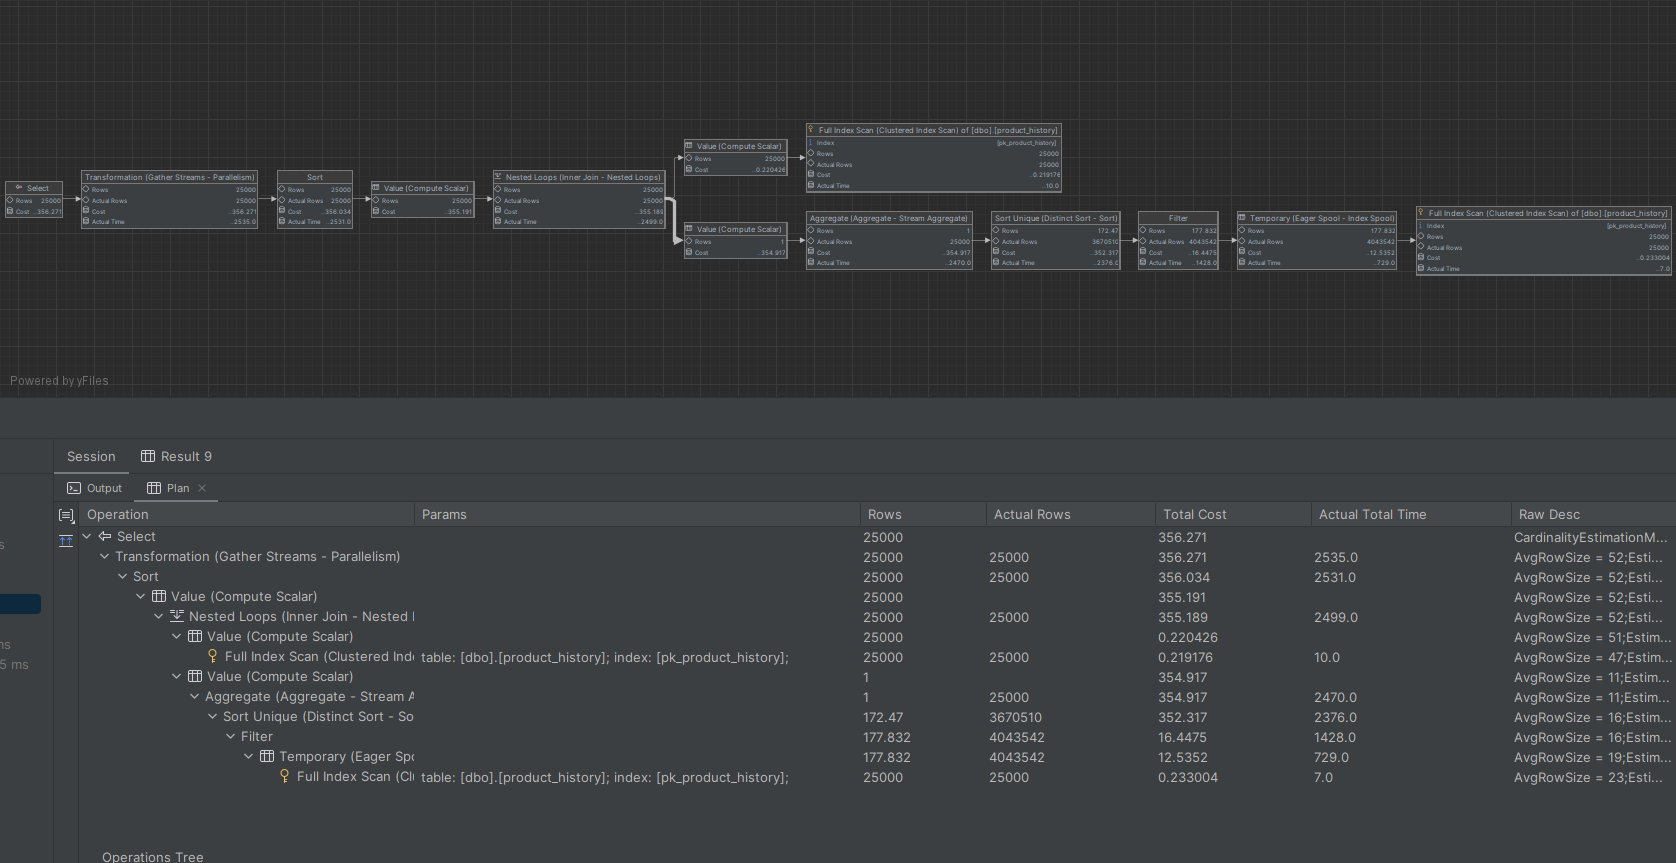 Select
Rows 25000
Cost ..356.271
Transformation (Gather Streams - Parallelism)
Rows 25000
Actual Rows 25000
Cost ..356.271
Actual Time ..2535.0
Sort
Rows 25000
Actual Rows 25000
Cost ..356.034
Actual Time ..2531.0
Value (Compute Scalar)
Rows 25000
Cost ..355.191
Nested Loops (Inner Join - Nested Loops)
Rows 25000
Actual Rows 25000
Cost ..355.189
Actual Time ..2499.0
Value (Compute Scalar)
Rows 25000
Cost ..0.220426
Full Index Scan (Clustered Index Scan) of [dbo].[product_history]
Index [pk_product_history]
Rows 25000
Actual Rows 25000
Cost ..0.219176
Actual Time ..10.0
Value (Compute Scalar)
Rows 1
Cost ..354.917
Aggregate (Aggregate - Stream Aggregate)
Rows 1
Actual Rows 25000
Cost ..354.917
Actual Time ..2470.0
Sort Unique (Distinct Sort - Sort)
Rows 172.47
Actual Rows 3670510
Cost ..352.317
Actual Time ..2376.0
Filter
Rows 177.832
Actual Rows 4043542
Cost ..16.4475
Actual Time ..1428.0
Temporary (Eager Spool - Index Spool)
Rows 177.832
Actual Rows 4043542
Cost ..12.5352
Actual Time ..729.0
Full Index Scan (Clustered Index Scan) of [dbo].[product_history]
Index [pk_product_history]
Rows 25000
Actual Rows 25000
Cost ..0.233004
Actual Time ..7.0
Powered by yFiles
Session Result 9
Output Plan
Operation Params Rows Actual Rows Total Cost Actual Total Time Raw Desc
Select 25000 356.271 CardinalityEstimationM...
Transformation (Gather Streams - Parallelism) 25000 25000 356.271 2535.0 AvgRowSize = 52;Esti...
Sort 25000 25000 356.034 2531.0 AvgRowSize = 52;Esti...
Value (Compute Scalar) 25000 355.191 AvgRowSize = 52;Esti...
Nested Loops (Inner Join - Nested 25000 25000 355.189 2499.0 AvgRowSize = 52;Esti...
Value (Compute Scalar) 25000 0.220426 AvgRowSize = 51;Estim...
Full Index Scan (Clustered Inde table: [dbo].[product_history]; index: [pk_product_history]; 25000 25000 0.219176 10.0 AvgRowSize = 47;Estim...
Value (Compute Scalar) 1 354.917 AvgRowSize = 11;Estim...
Aggregate (Aggregate - Stream A 1 25000 354.917 2470.0 AvgRowSize = 11;Estim...
Sort Unique (Distinct Sort - So 172.47 3670510 352.317 2376.0 AvgRowSize = 16;Estim...
Filter 177.832 4043542 16.4475 1428.0 AvgRowSize = 16;Estim...
Temporary (Eager Spo 177.832 4043542 12.5352 729.0 AvgRowSize = 19;Estim...
Full Index Scan (Clu table: [dbo].[product_history]; index: [pk_product_history]; 25000 25000 0.233004 7.0 AvgRowSize = 23;Esti...
s
ns
5 ms
Operations Tree